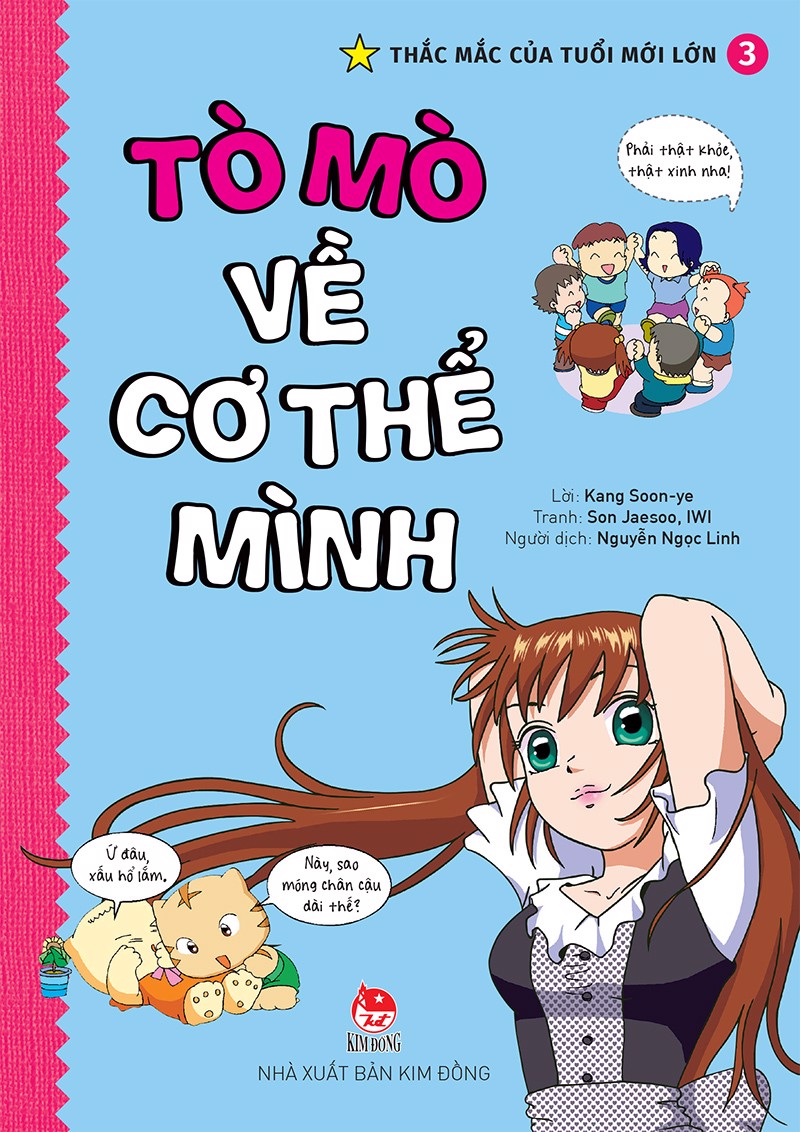 THẮC MẮC CỦA TUỔI MỚI LỚN 3
TÒ MÒ
VỀ
CƠ THỂ
MÌNH
Phải thật khỏe,
thật xinh nha!
Lời: Kang Soon-ye
Tranh: Son Jaesoo, IWI
Người dịch: Nguyễn Ngọc Linh
Ứ đâu,
xấu hổ lắm.
Này, sao
móng chân cậu
dài thế?
KIM ĐỒNG
NHÀ XUẤT BẢN KIM ĐỒNG